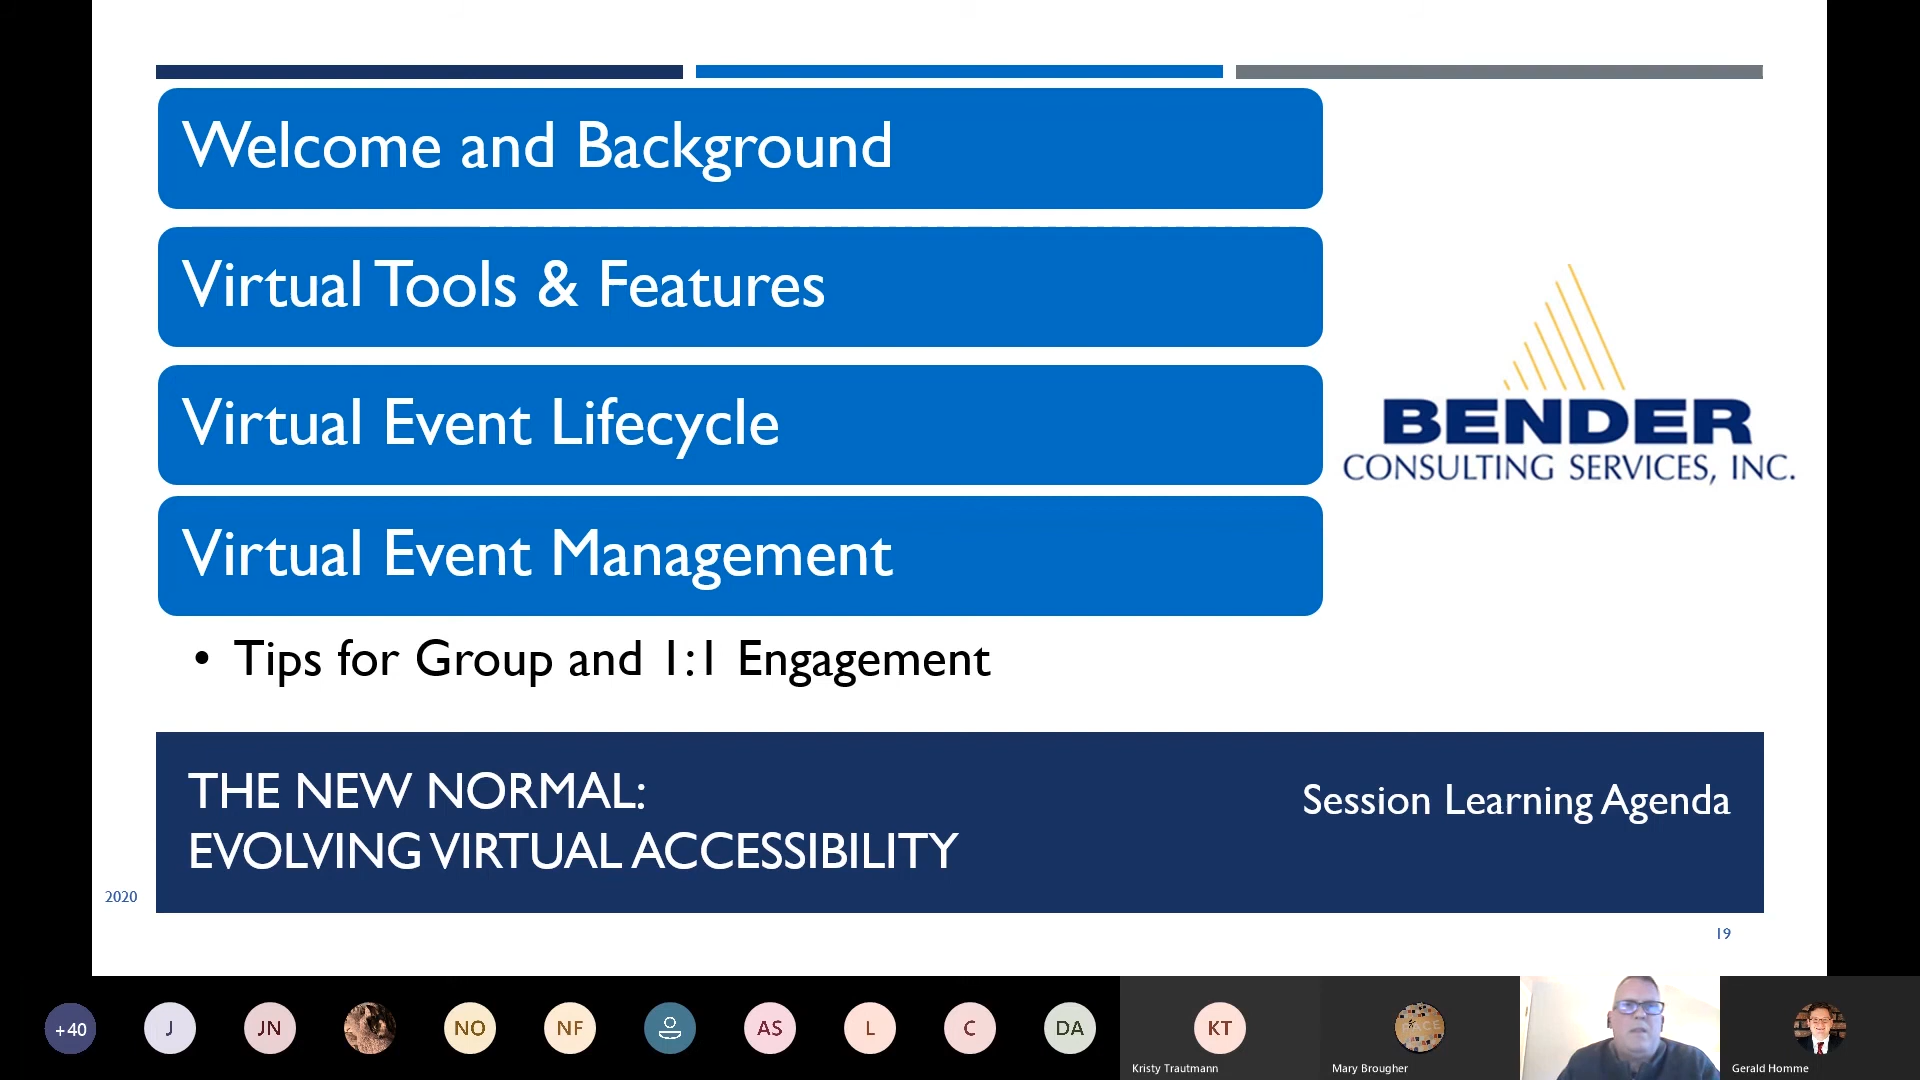 Welcome and Background
Virtual Tools & Features
Virtual Event Lifecycle
Virtual Event Management
• Tips for Group and 1:1 Engagement
BENDER
CONSULTING SERVICES, INC.
THE NEW NORMAL:
EVOLVING VIRTUAL ACCESSIBILITY
Session Learning Agenda
2020
19
+40
J
JN
NO
NF
AS
L
C
DA
KT
Kristy Trautmann
Mary Brougher
Gerald Homme